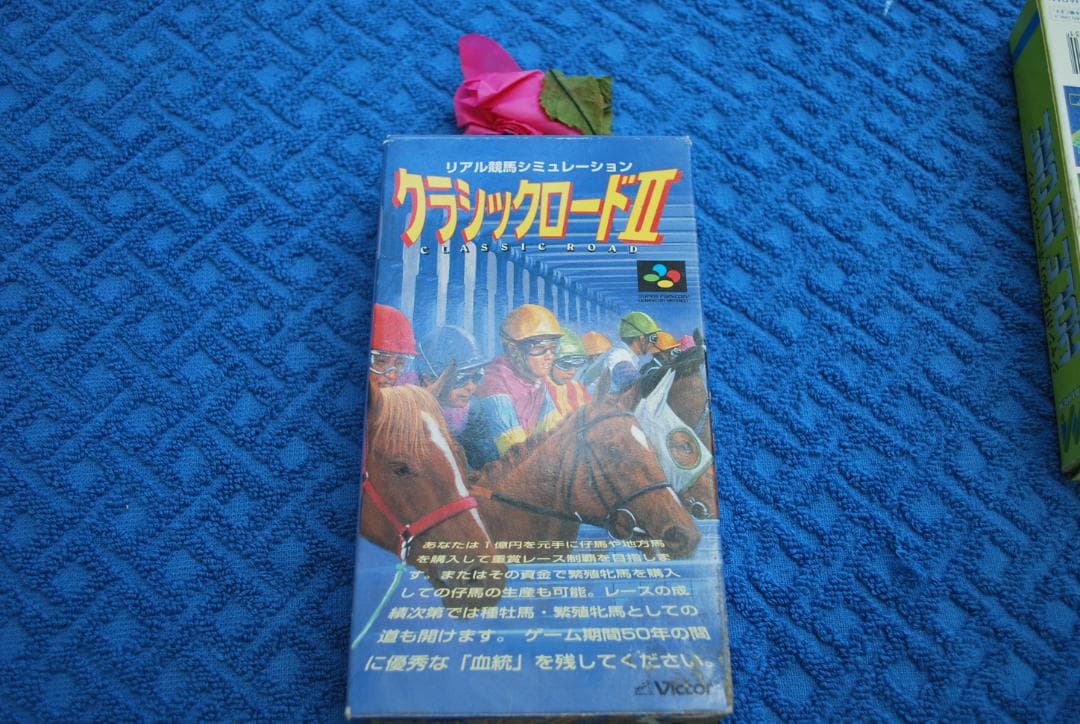 リアル競馬シミュレーション
クラシックロードII
CLASSIC ROAD
SUPER FAMICOM
あなたは1億円を元手に仔馬や地方馬
を購入して重賞レース制覇を目指しま
す。またはその資金で繁殖牝馬を購入
しての仔馬の生産も可能。レースの成
績次第では種牡馬・繁殖牝馬としての
道も開けます。ゲーム期間50年の間
に優秀な「血統」を残してください。
Victor